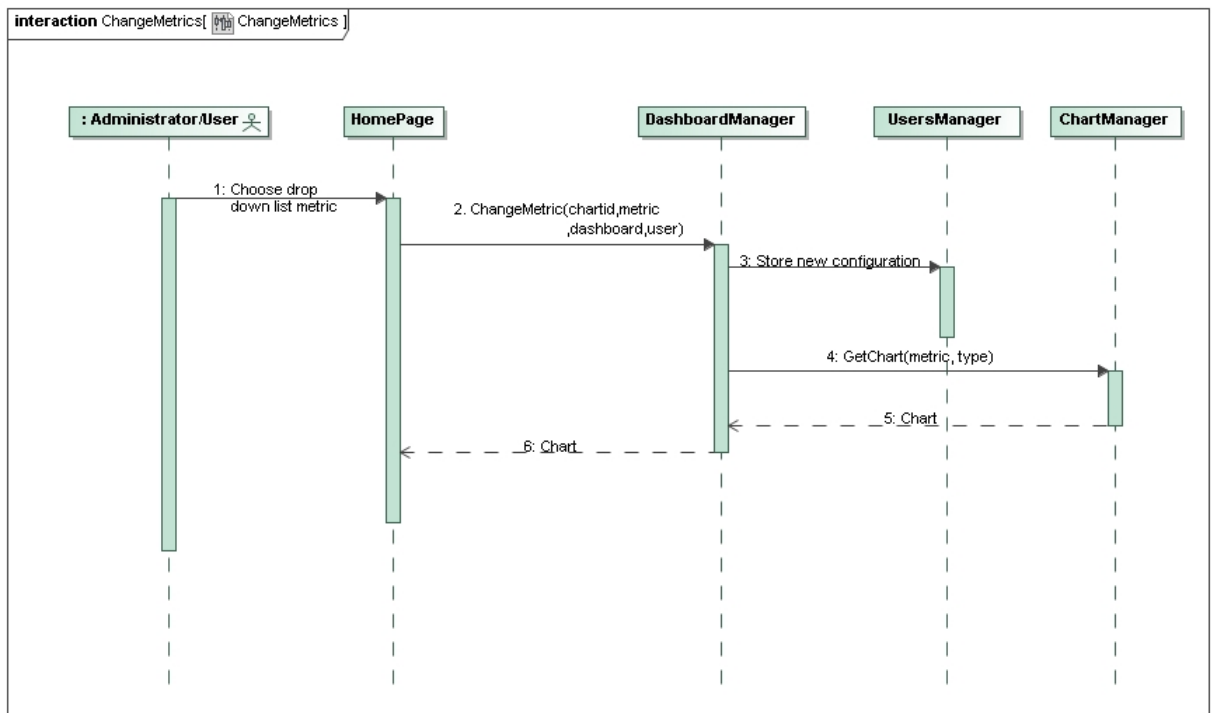 interaction ChangeMetrics[ ChangeMetrics ]
: Administrator/User
HomePage
DashboardManager
UsersManager
ChartManager
1: Choose drop
down list metric
2. ChangeMetric(chartid,metric
,dashboard,user)
3: Store new configuration
4: GetChart(metric, type)
5: Chart
6: Chart